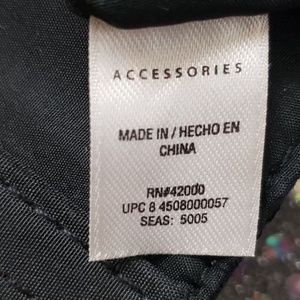 ACCESSORIES
MADE IN / HECHO EN
CHINA
RN#42000
UPC 8 4508000057
SEAS: 5005